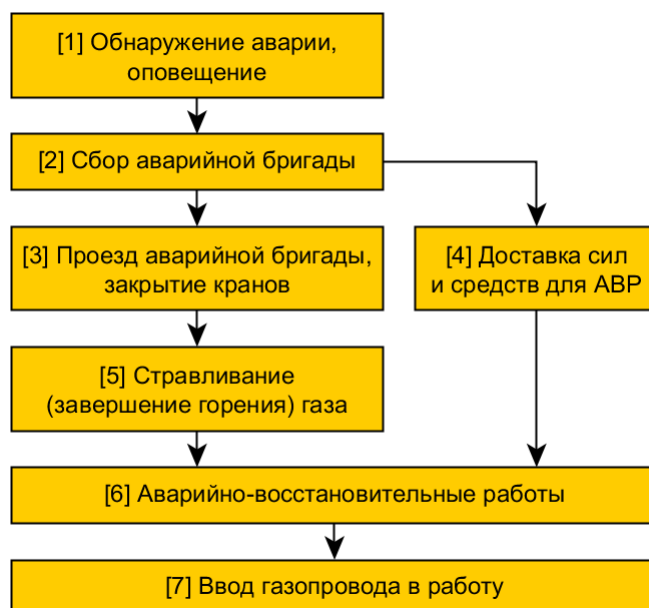 [1] Обнаружение аварии,
оповещение
[2] Сбор аварийной бригады
[3] Проезд аварийной бригады,
закрытие кранов
[4] Доставка сил
и средств для АВР
[5] Стравливание
(завершение горения) газа
[6] Аварийно-восстановительные работы
[7] Ввод газопровода в работу